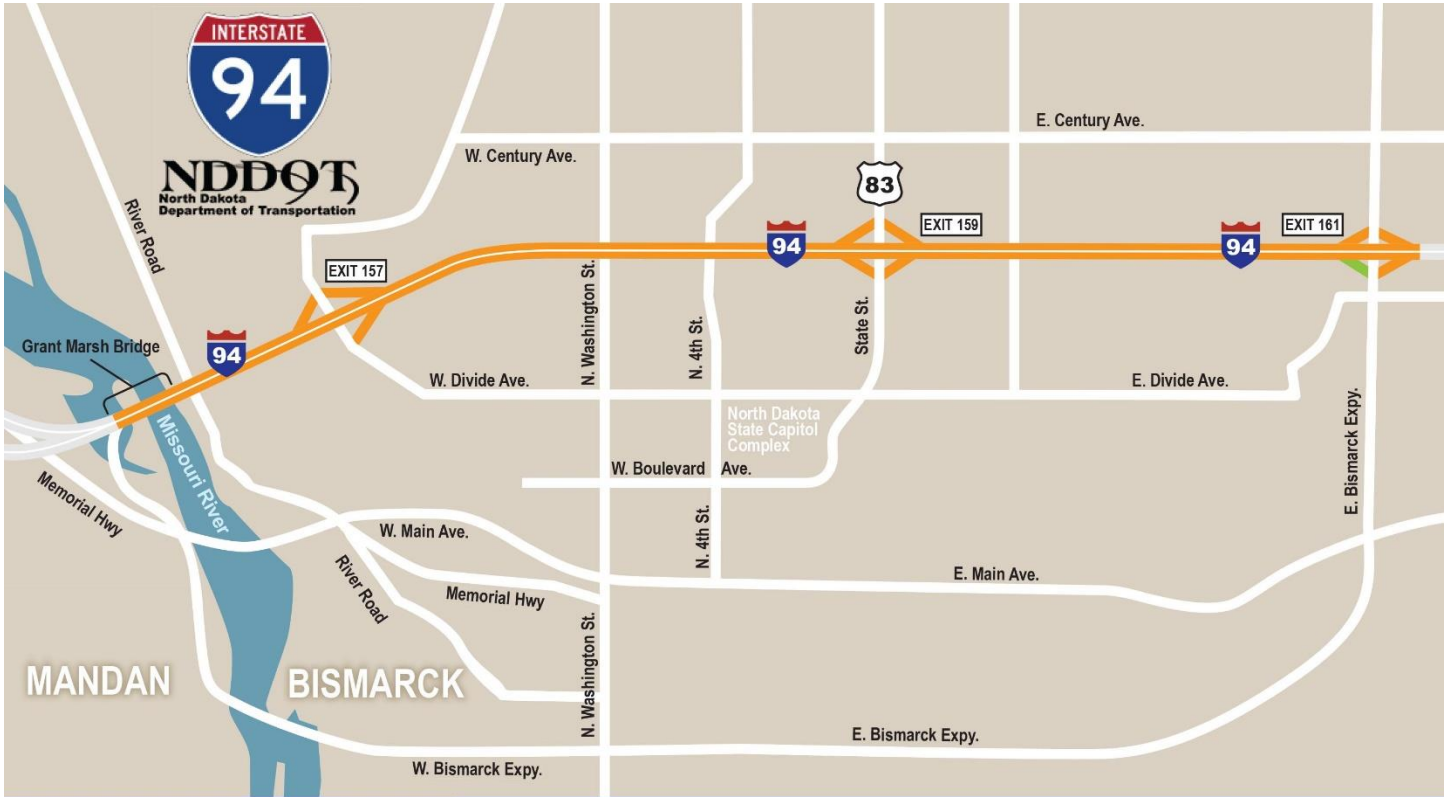 INTERSTATE
94
NDDOT
North Dakota
Department of Transportation
E. Century Ave.
W. Century Ave.
83
River Road
EXIT 159
EXIT 161
94
94
EXIT 157
N. Washington St.
N. 4th St.
State St.
Grant Marsh Bridge
94
W. Divide Ave.
E. Divide Ave.
E. Bismarck Expy.
North Dakota
State Capitol
Complex
Missouri River
W. Boulevard Ave.
Memorial Hwy
W. Main Ave.
N. 4th St.
E. Main Ave.
River Road
Memorial Hwy
N. Washington St.
MANDAN
BISMARCK
E. Bismarck Expy.
W. Bismarck Expy.